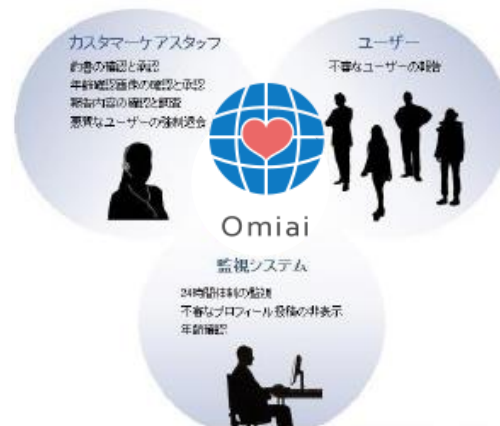 カスタマーケアスタッフ
約書の確認と承認
年齢確認画像の確認と承認
報告内容の確認と調査
悪質なユーザーの強制退会
ユーザー
不審なユーザーの報告
Omiai
監視システム
24時間体制の監視
不審なプロフィール投稿の非表示
年齢確認